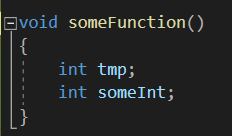 void someFunction()
{
    int tmp;
    int someInt;
}